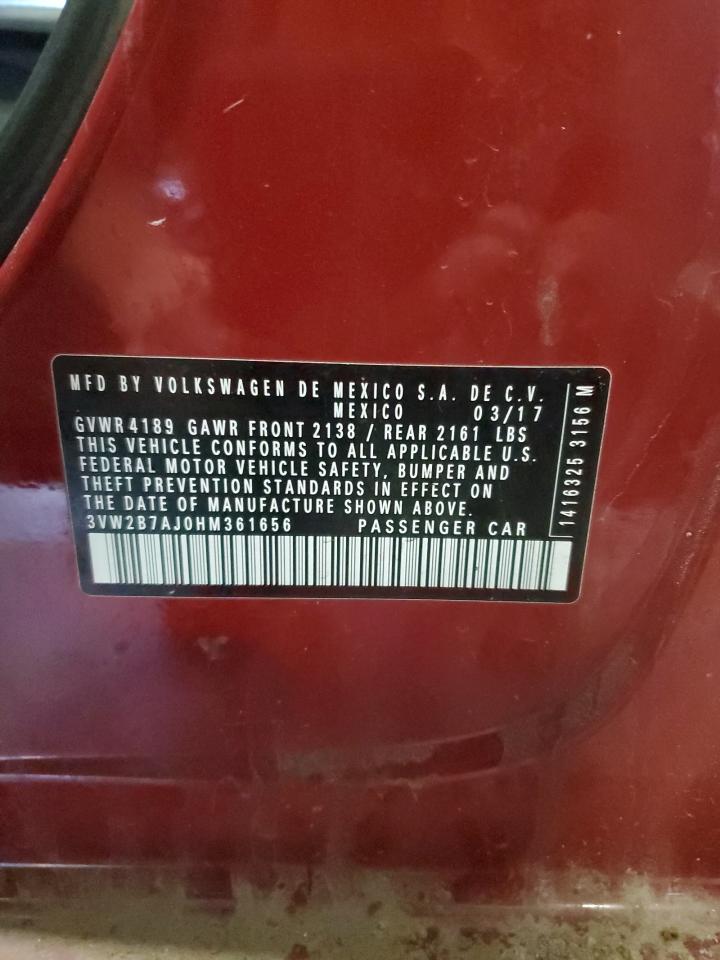 MFD BY VOLKSWAGEN DE MEXICO S.A. DE C.V.
MEXICO 03/17
GVWR 4189 GAWR FRONT 2138 / REAR 2161 LBS
THIS VEHICLE CONFORMS TO ALL APPLICABLE U.S.
FEDERAL MOTOR VEHICLE SAFETY, BUMPER AND
THEFT PREVENTION STANDARDS IN EFFECT ON
THE DATE OF MANUFACTURE SHOWN ABOVE.
3VW2B7AJ0HM361656 PASSENGER CAR
1416325 3156 M